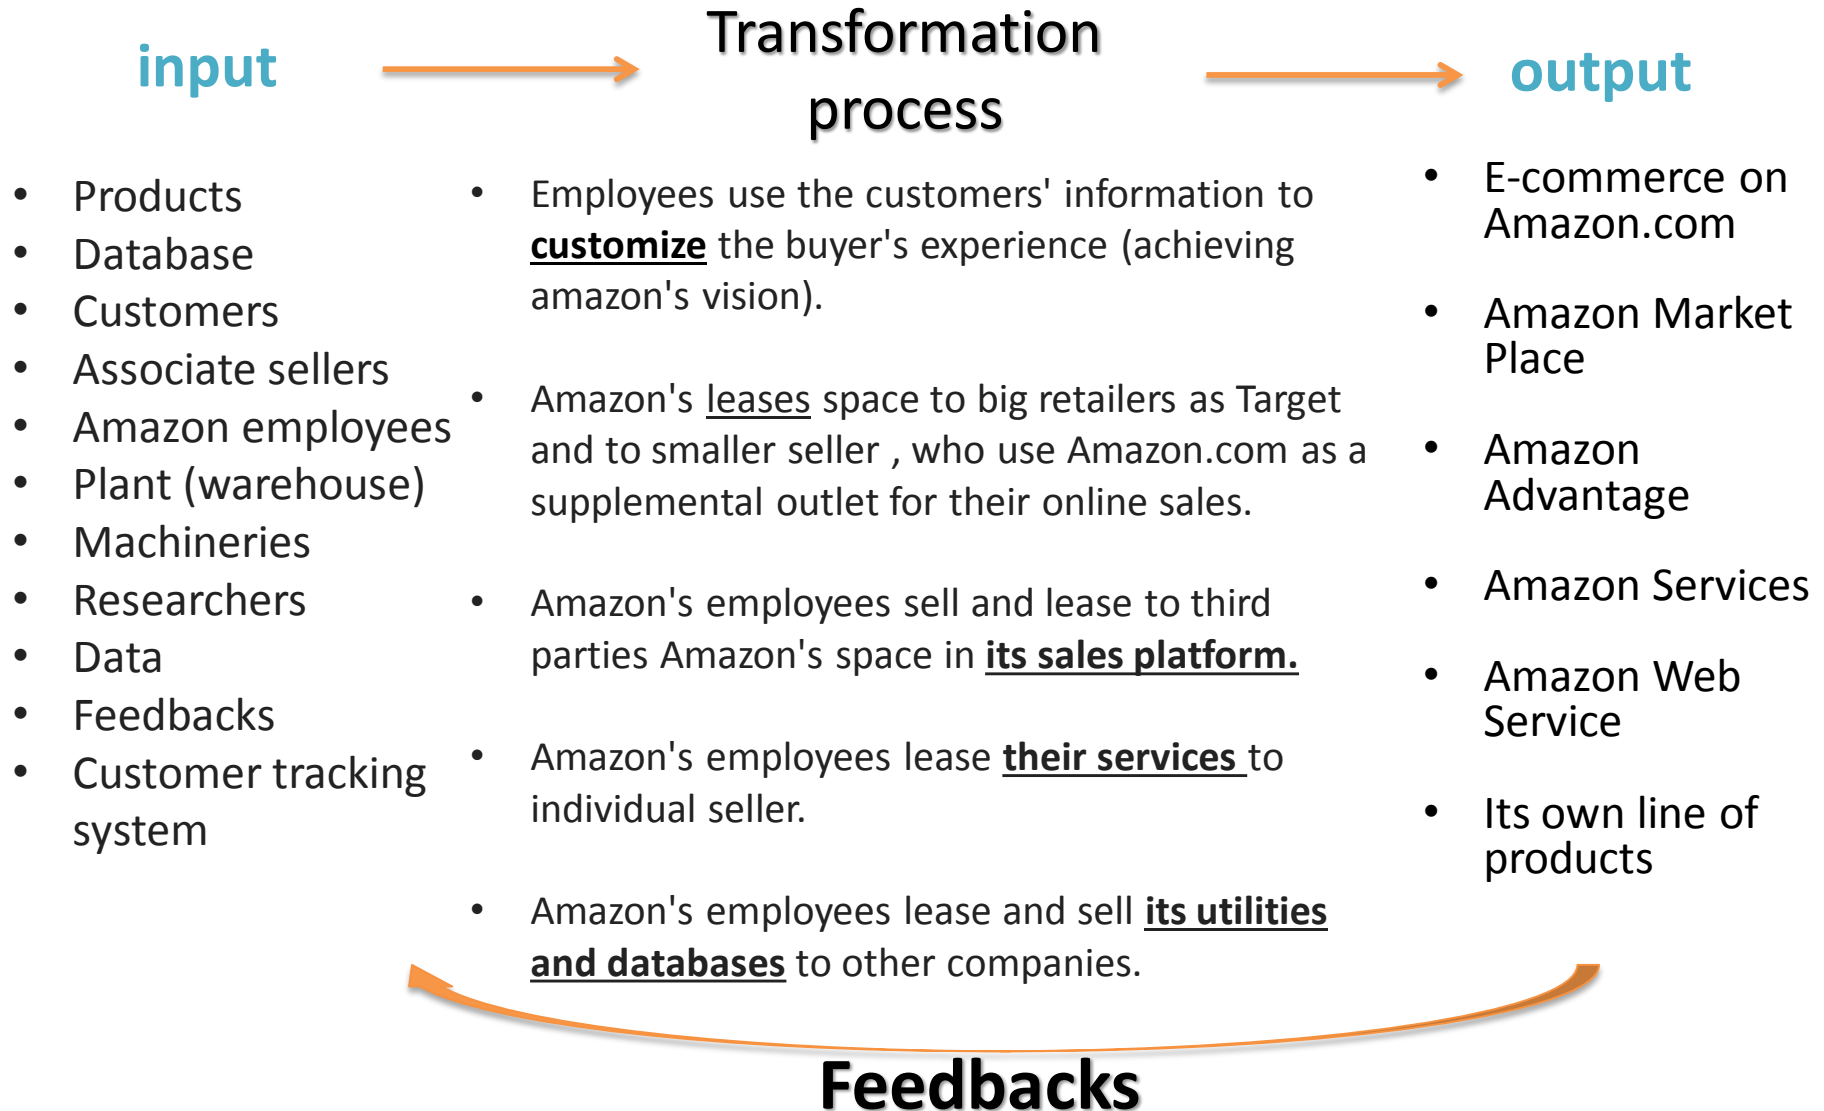 input
Transformation
process
output
• Products
• Database
• Customers
• Associate sellers
• Amazon employees
• Plant (warehouse)
• Machineries
• Researchers
• Data
• Feedbacks
• Customer tracking
system
• Employees use the customers' information to
customize the buyer's experience (achieving
amazon's vision).
• Amazon's leases space to big retailers as Target
and to smaller seller , who use Amazon.com as a
supplemental outlet for their online sales.
• Amazon's employees sell and lease to third
parties Amazon's space in its sales platform.
• Amazon's employees lease their services to
individual seller.
• Amazon's employees lease and sell its utilities
and databases to other companies.
• E-commerce on
Amazon.com
• Amazon Market
Place
• Amazon
Advantage
• Amazon Services
• Amazon Web
Service
• Its own line of
products
Feedbacks